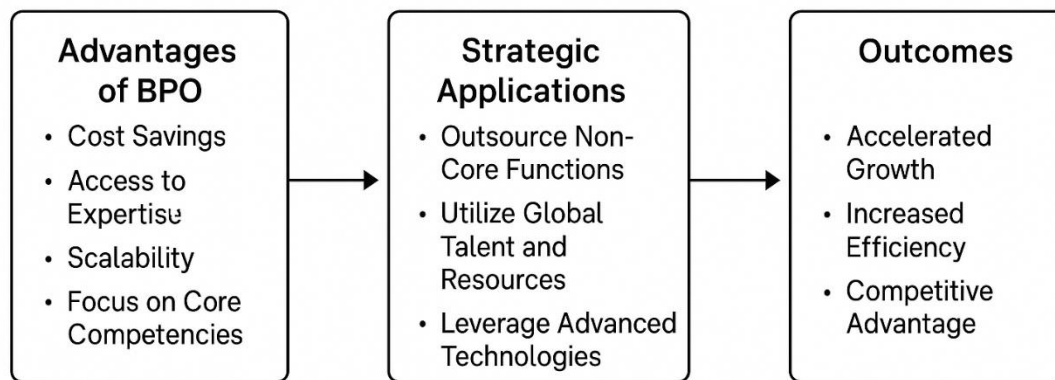 Advantages
of BPO
• Cost Savings
• Access to
Expertise
• Scalability
• Focus on Core
Competencies
Strategic
Applications
• Outsource Non-
Core Functions
• Utilize Global
Talent and
Resources
• Leverage Advanced
Technologies
Outcomes
• Accelerated
Growth
• Increased
Efficiency
• Competitive
Advantage